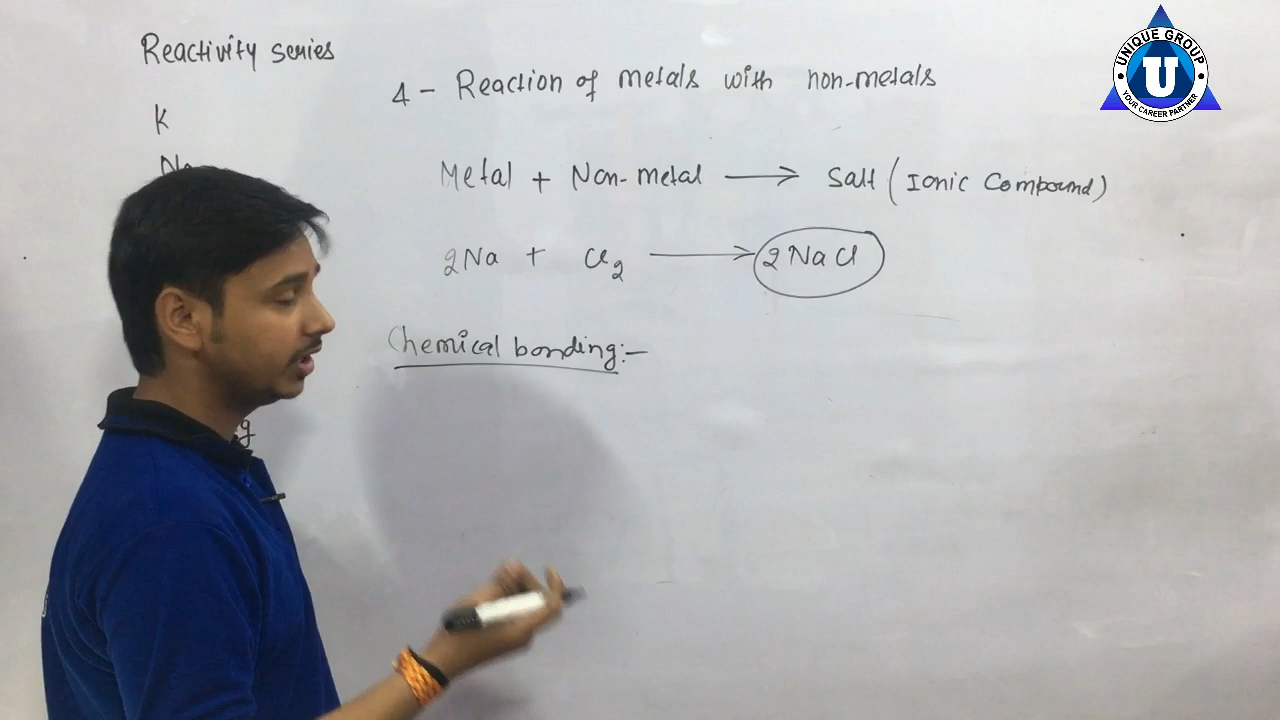 Reactivity series
K
Na
4 - Reaction of metals with non-metals
Metal + Non-metal → Salt (Ionic Compound)
2Na + Cl2 → 2NaCl
Chemical bonding:-
UNIQUE GROUP
U
YOUR CAREER PARTNER